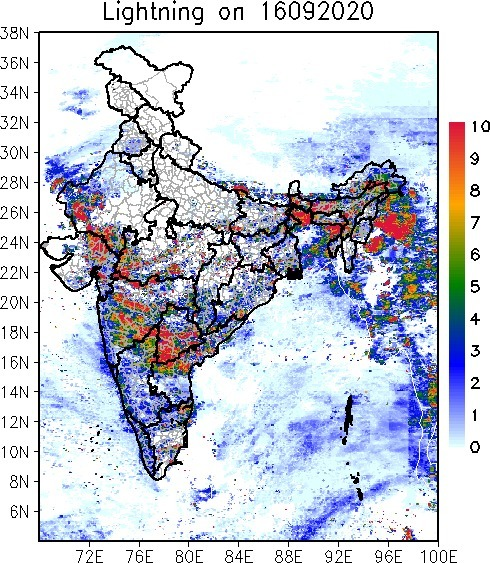 Lightning on 16092020
38N
36N
34N
32N
30N
28N
26N
24N
22N
20N
18N
16N
14N
12N
10N
8N
6N
72E 76E 80E 84E 88E 92E 96E 100E
10
9
8
7
6
5
4
3
2
1
0